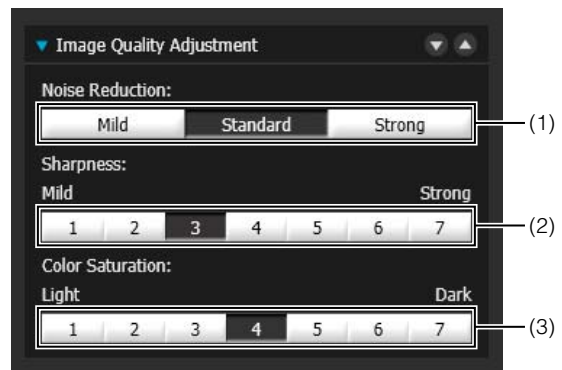 Image Quality Adjustment
Noise Reduction:
Mild Standard Strong (1)
Sharpness:
Mild Strong
1 2 3 4 5 6 7 (2)
Color Saturation:
Light Dark
1 2 3 4 5 6 7 (3)